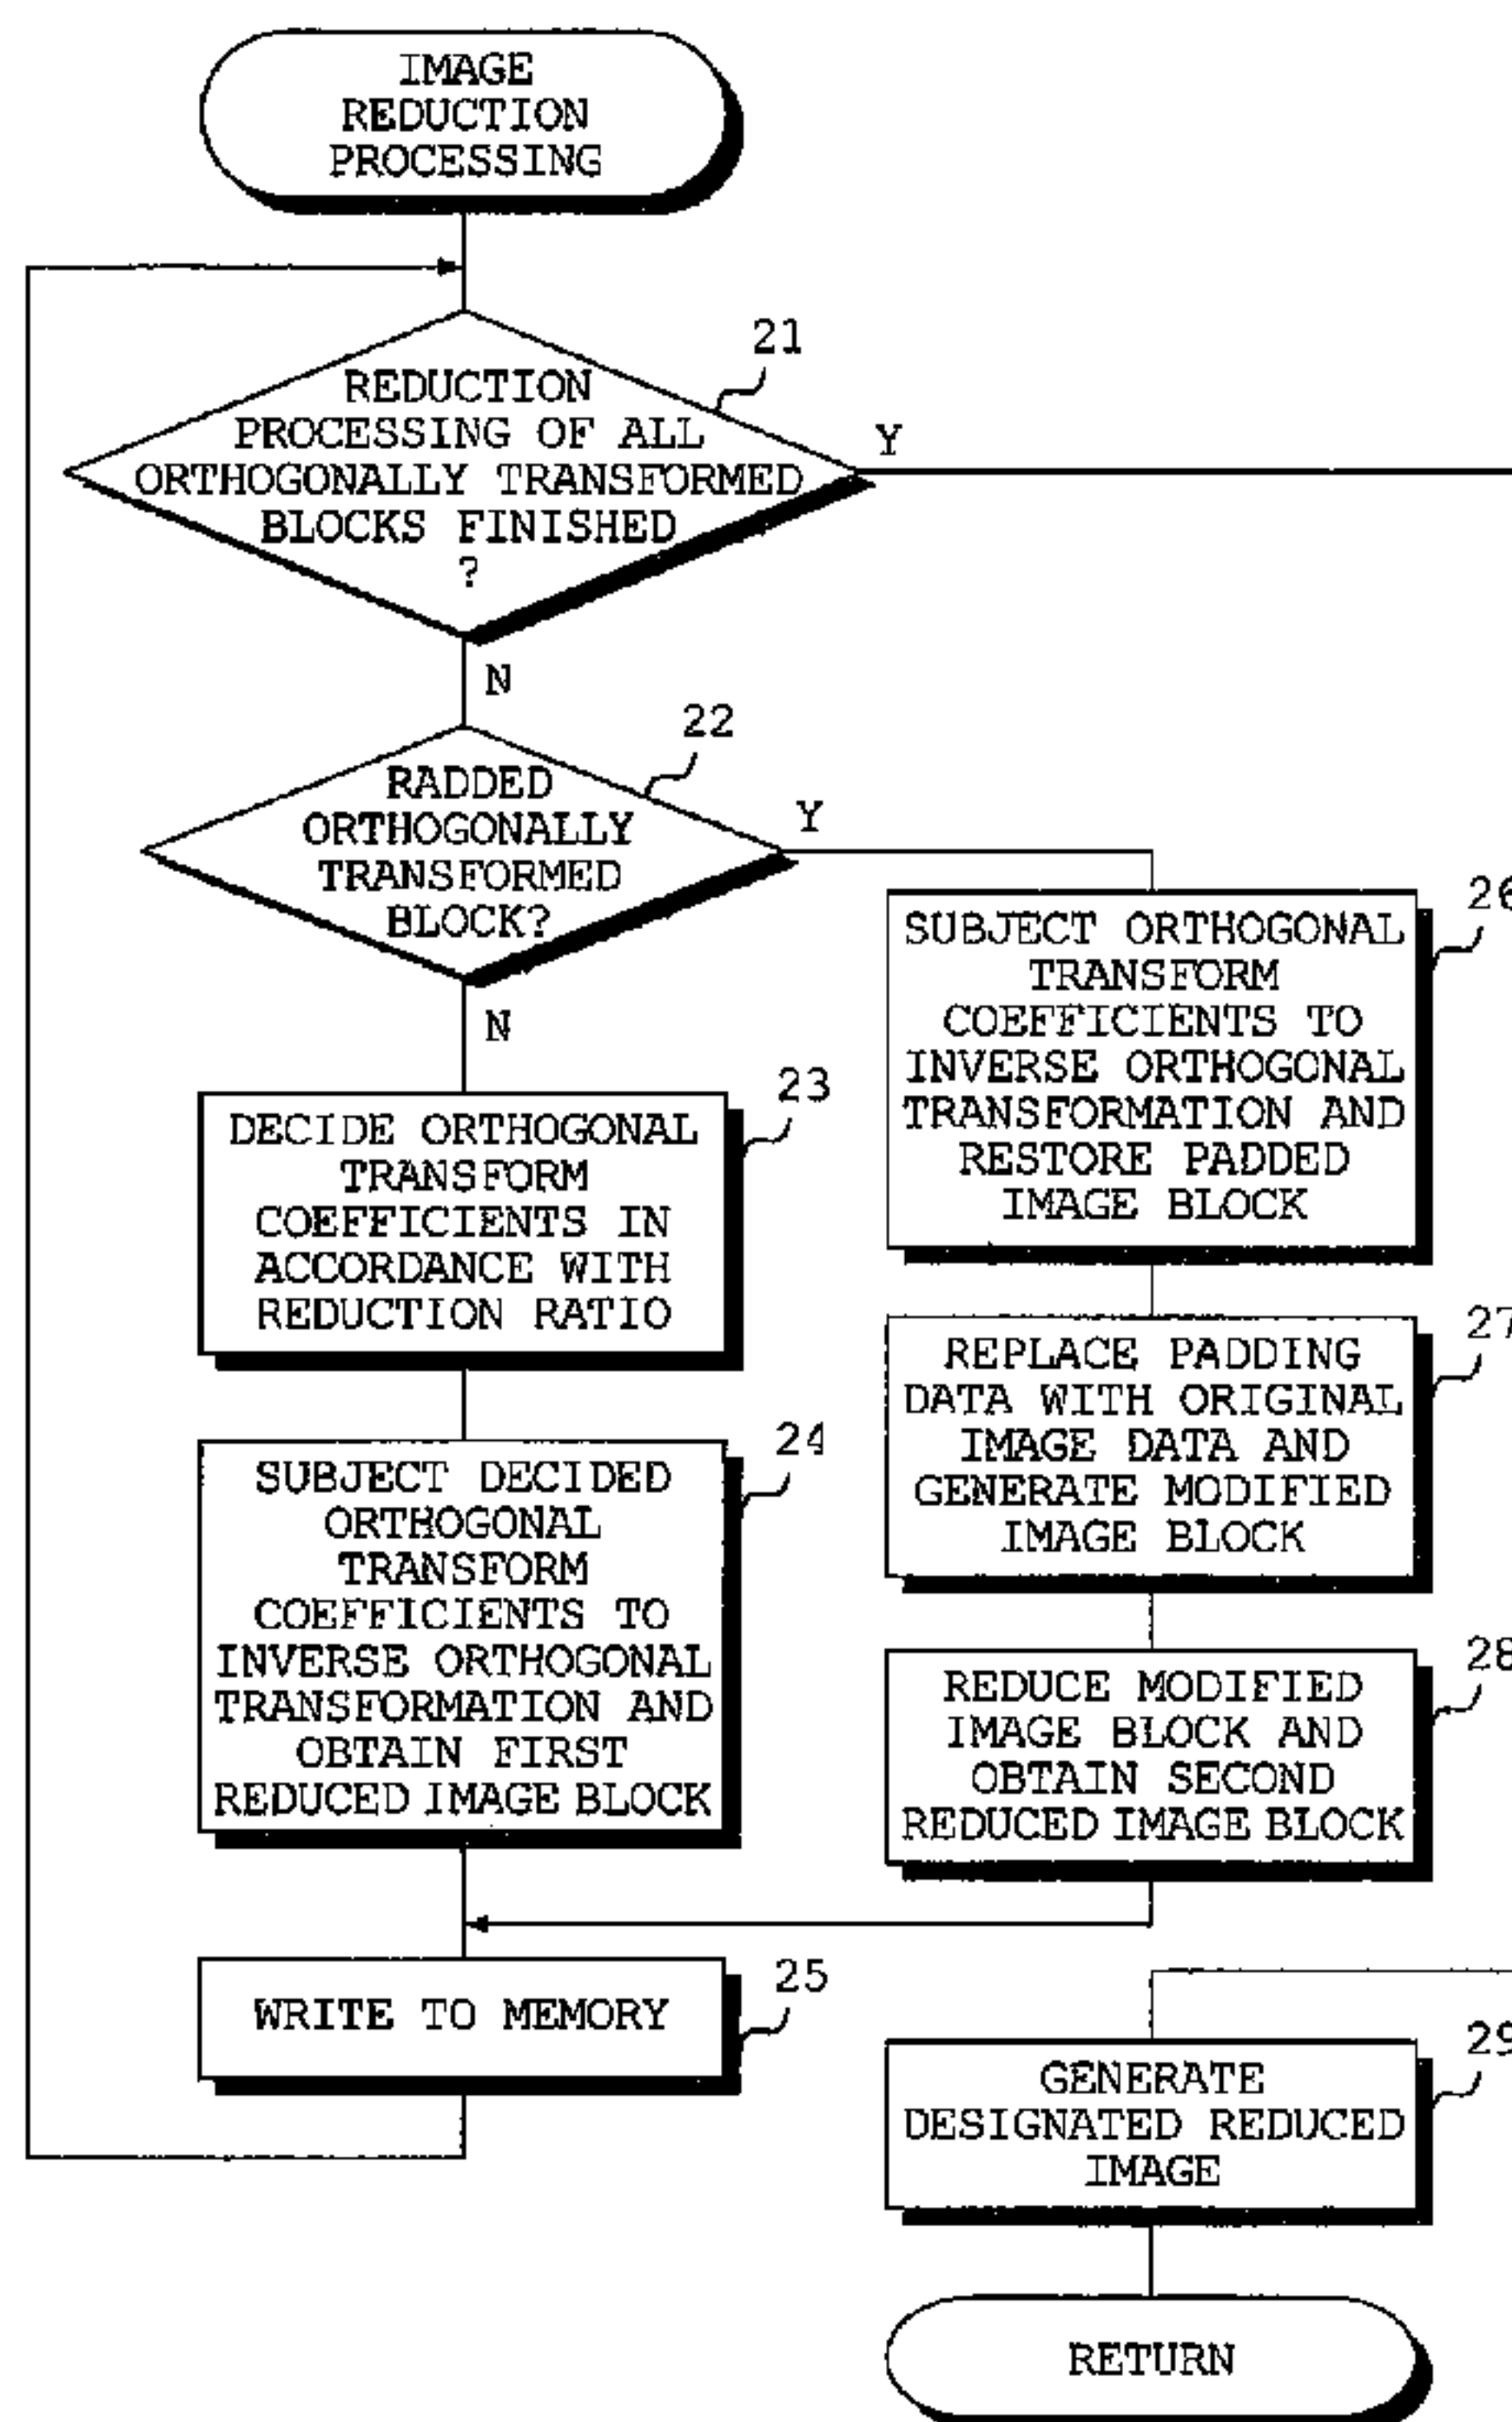 IMAGE
REDUCTION
PROCESSING
21
REDUCTION
PROCESSING OF ALL
ORTHOGONALLY TRANSFORMED
BLOCKS FINISHED
?
Y
N
22
RADDED
ORTHOGONALLY
TRANSFORMED
BLOCK?
Y
N
23
DECIDE ORTHOGONAL
TRANSFORM
COEFFICIENTS IN
ACCORDANCE WITH
REDUCTION RATIO
24
SUBJECT DECIDED
ORTHOGONAL
TRANSFORM
COEFFICIENTS TO
INVERSE ORTHOGONAL
TRANSFORMATION AND
OBTAIN FIRST
REDUCED IMAGE BLOCK
25
WRITE TO MEMORY
26
SUBJECT ORTHOGONAL
TRANSFORM
COEFFICIENTS TO
INVERSE ORTHOGONAL
TRANSFORMATION AND
RESTORE PADDED
IMAGE BLOCK
27
REPLACE PADDING
DATA WITH ORIGINAL
IMAGE DATA AND
GENERATE MODIFIED
IMAGE BLOCK
28
REDUCE MODIFIED
IMAGE BLOCK AND
OBTAIN SECOND
REDUCED IMAGE BLOCK
29
GENERATE
DESIGNATED REDUCED
IMAGE
RETURN